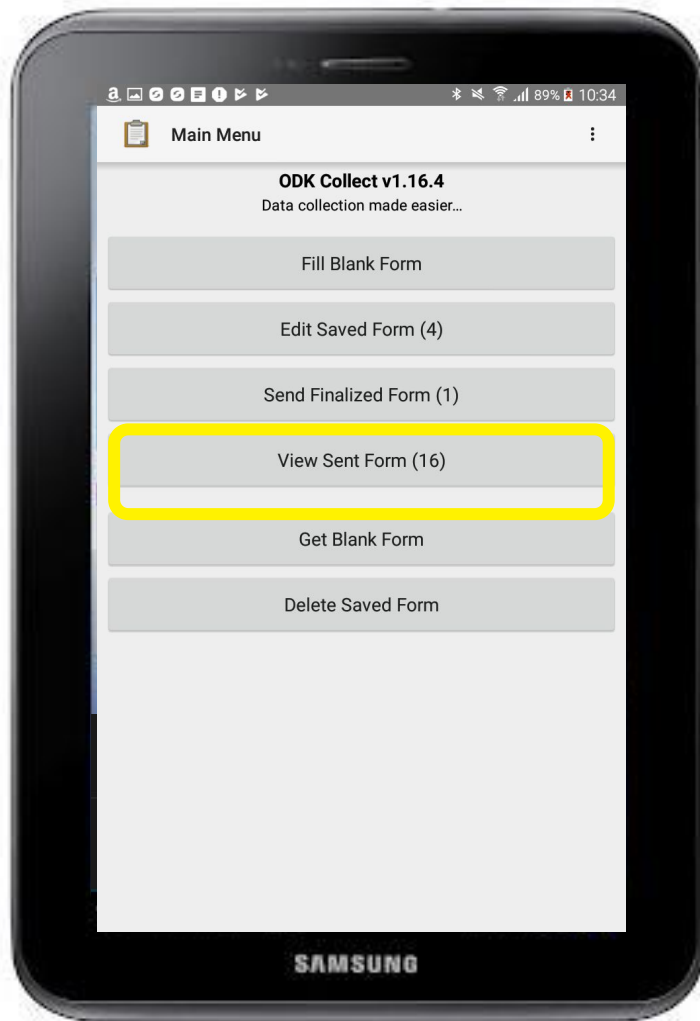 89% 10:34
Main Menu
ODK Collect v1.16.4
Data collection made easier…
Fill Blank Form
Edit Saved Form (4)
Send Finalized Form (1)
View Sent Form (16)
Get Blank Form
Delete Saved Form
SAMSUNG